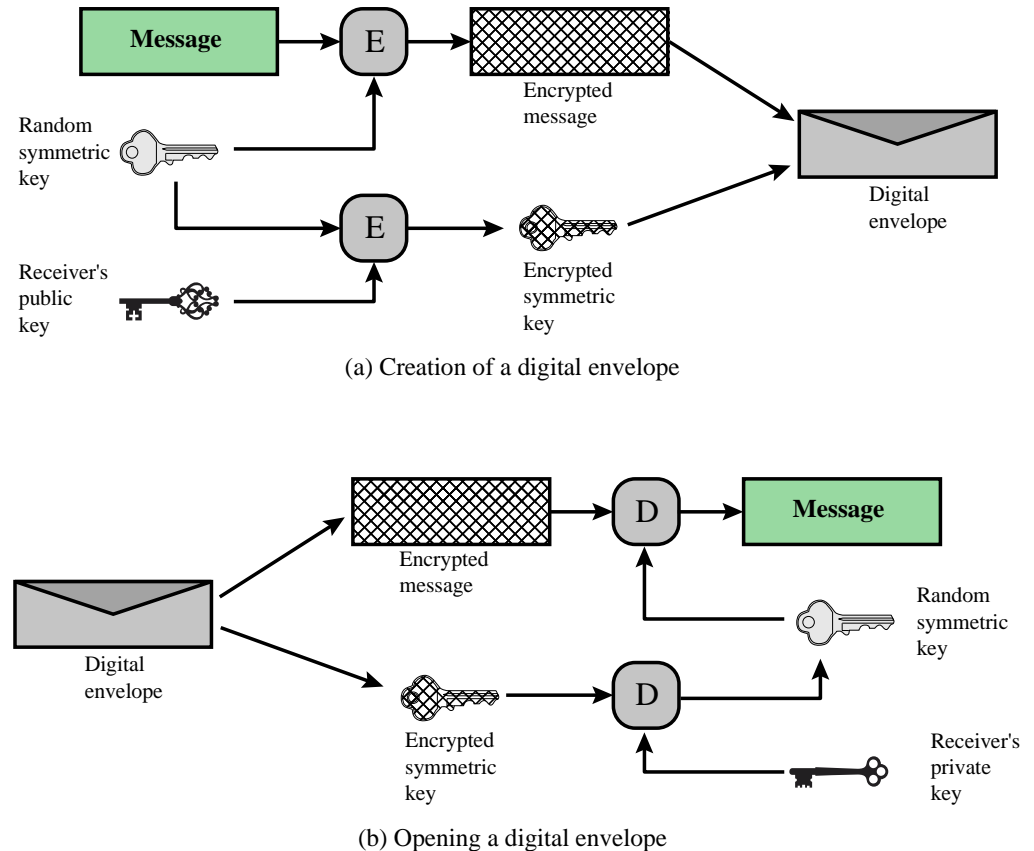 Message
E
Encrypted
message
Random
symmetric
key
Digital
envelope
E
Receiver's
public
key
Encrypted
symmetric
key
(a) Creation of a digital envelope
Encrypted
message
D
Message
Digital
envelope
Random
symmetric
key
Encrypted
symmetric
key
D
Receiver's
private
key
(b) Opening a digital envelope